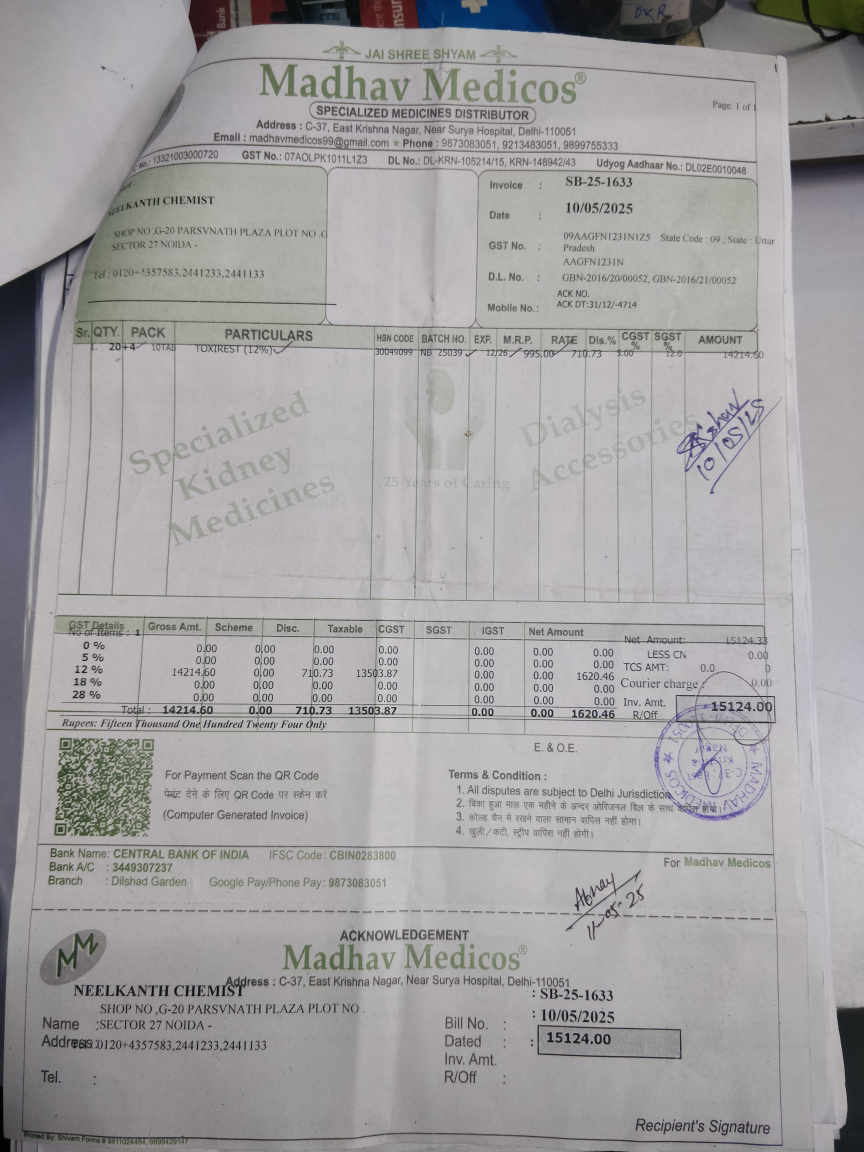 JAI SHREE SHYAM
Madhav Medicos®
SPECIALIZED MEDICINES DISTRIBUTOR
Page: 1 of 1
Address : C-37, East Krishna Nagar, Near Surya Hospital, Delhi-110051
Email : madhavmedicos99@gmail.com ★ Phone : 9873083051, 9213483051, 9899755333
No.: 13321003000720 GST No.: 07AOLPK1011L1Z3 DL No.: DL-KRN-105214/15, KRN-148942/43 Udyog Aadhaar No.: DL02E0010048
NEELKANTH CHEMIST
SHOP NO ,G-20 PARSVNATH PLAZA PLOT NO ,G
SECTOR 27 NOIDA -
Tel : 0120+4357583,2441233,2441133
Invoice : SB-25-1633
Date : 10/05/2025
GST No. : 09AAGFN1231N1Z5 State Code : 09 , State : Uttar Pradesh
AAGFN1231N
D.L. No. : GBN-2016/20/00052, GBN-2016/21/00052
ACK NO.
Mobile No.: ACK DT:31/12/-4714
Sr. QTY. PACK PARTICULARS HSN CODE BATCH NO. EXP. M.R.P. RATE Dis.% CGST % SGST % AMOUNT
1. 20+4 10TAB TOXIREST (12%) 30049099 NB 25039 12/26 995.00 710.73 5.00 12.0 14214.60
Specialized Kidney Medicines
Dialysis Accessories
25 Years of Caring
10/05/25
GST Details Gross Amt. Scheme Disc. Taxable CGST SGST IGST Net Amount
No of Items : 1
0 % 0.00 0.00 0.00 0.00 0.00 0.00 0.00
5 % 0.00 0.00 0.00 0.00 0.00 0.00 0.00
12 % 14214.60 0.00 710.73 13503.87 0.00 0.00 1620.46
18 % 0.00 0.00 0.00 0.00 0.00 0.00 0.00
28 % 0.00 0.00 0.00 0.00
Total : 14214.60 0.00 710.73 13503.87 0.00 0.00 1620.46
Net Amount: 15124.33
LESS CN 0.00
TCS AMT: 0.0 0
Courier charge : 0.00
Inv. Amt. 15124.00
R/Off
Rupees: Fifteen Thousand One Hundred Twenty Four Only
For Payment Scan the QR Code
पेमेंट देने के लिए QR Code पर स्केन करें
(Computer Generated Invoice)
E. & O.E.
Terms & Condition :
1. All disputes are subject to Delhi Jurisdiction
2. बिका हुआ माल एक महीने के अन्दर ओरिजनल बिल के साथ वापिस होगा।
3. कोल्ड चैन में रखने वाला सामान वापिस नहीं होगा।
4. खुली/कटी, स्ट्रीप वापिस नहीं होगी।
MADHAV MEDICOS
Bank Name: CENTRAL BANK OF INDIA IFSC Code : CBIN0283800
Bank A/C : 3449307237
Branch : Dilshad Garden Google Pay/Phone Pay : 9873083051
For Madhav Medicos
Abhay
11-05-25
ACKNOWLEDGEMENT
MM
Madhav Medicos®
Address : C-37, East Krishna Nagar, Near Surya Hospital, Delhi-110051
NEELKANTH CHEMIST
SHOP NO ,G-20 PARSVNATH PLAZA PLOT NO .
Name : SECTOR 27 NOIDA -
Address : 0120+4357583,2441233,2441133
Tel. :
: SB-25-1633
Bill No. : : 10/05/2025
Dated : : 15124.00
Inv. Amt.
R/Off :
Recipient's Signature
Printed By: Shivam Forms # 9811024464, 9899429147